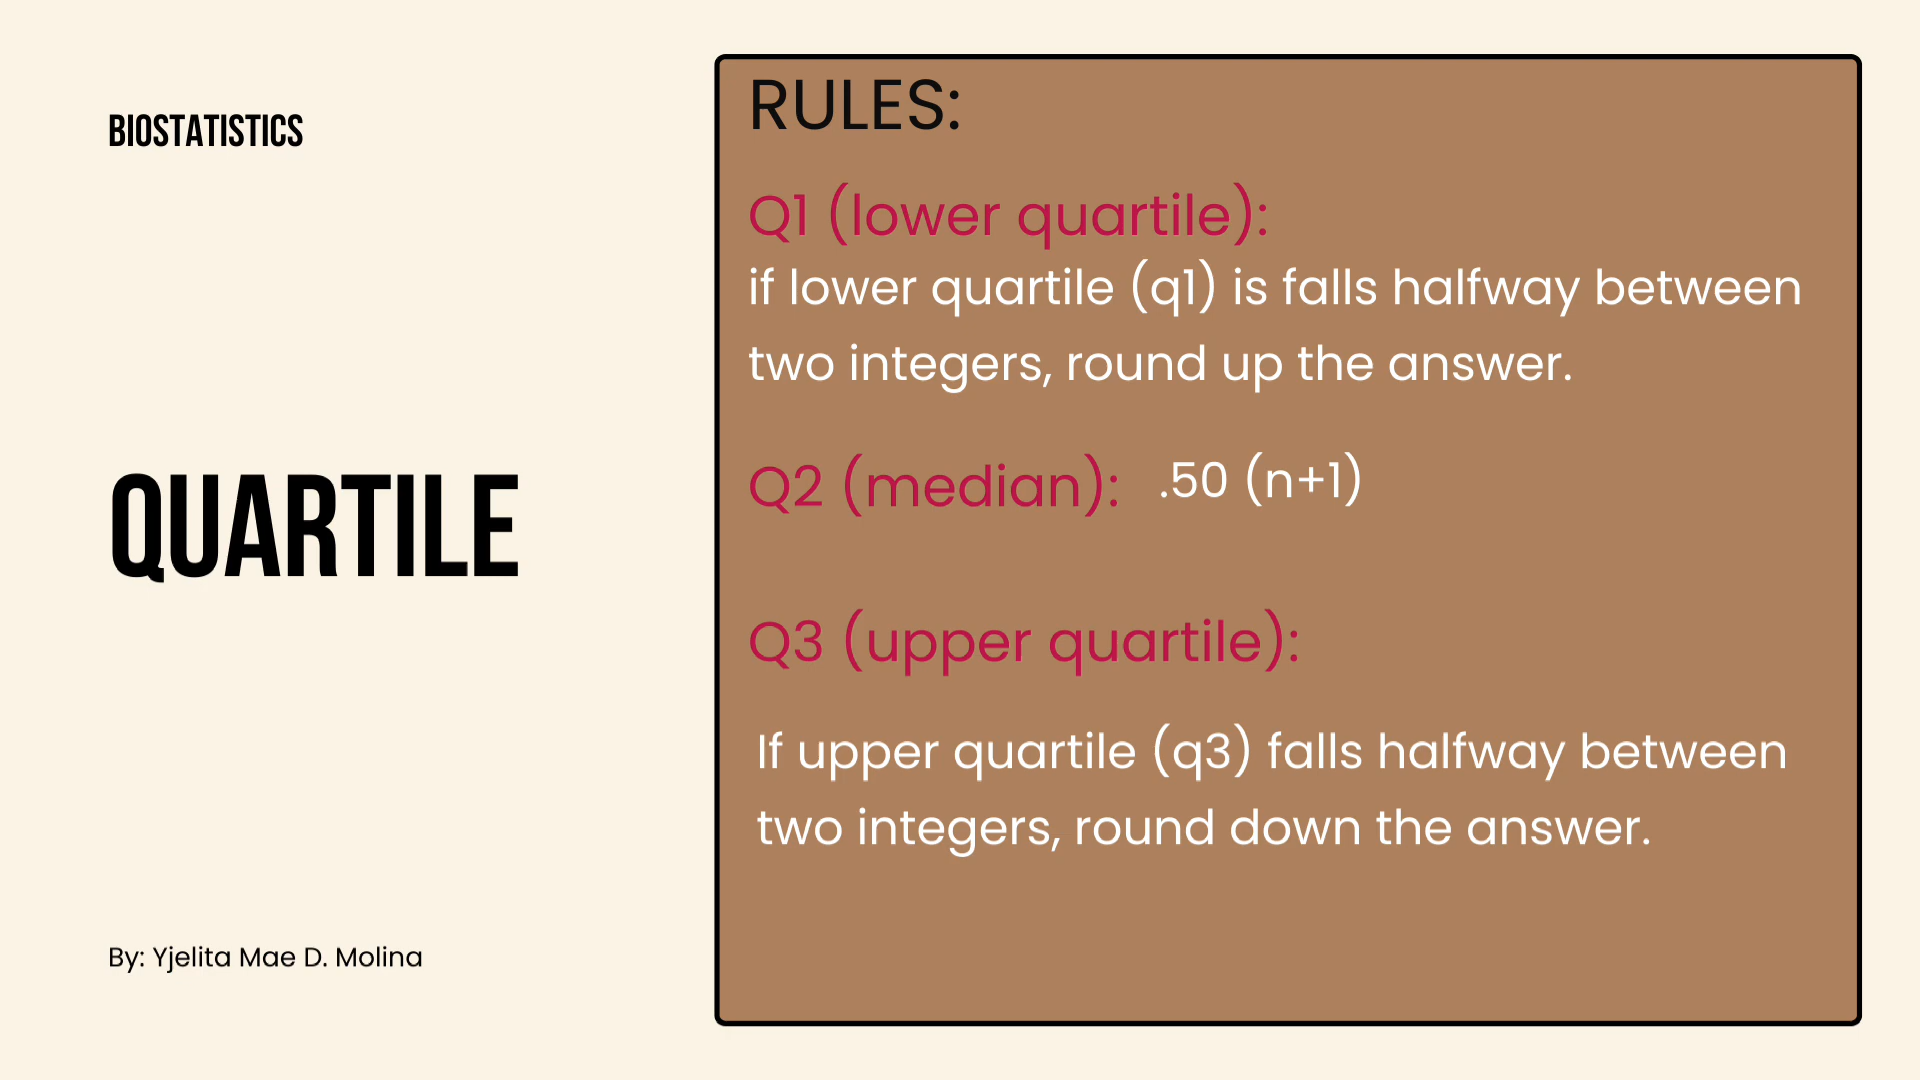 BIOSTATISTICS
QUARTILE
By: Yjelita Mae D. Molina
RULES:
Q1 (lower quartile):
if lower quartile (q1) is falls halfway between
two integers, round up the answer.
Q2 (median): .50 (n+1)
Q3 (upper quartile):
If upper quartile (q3) falls halfway between
two integers, round down the answer.